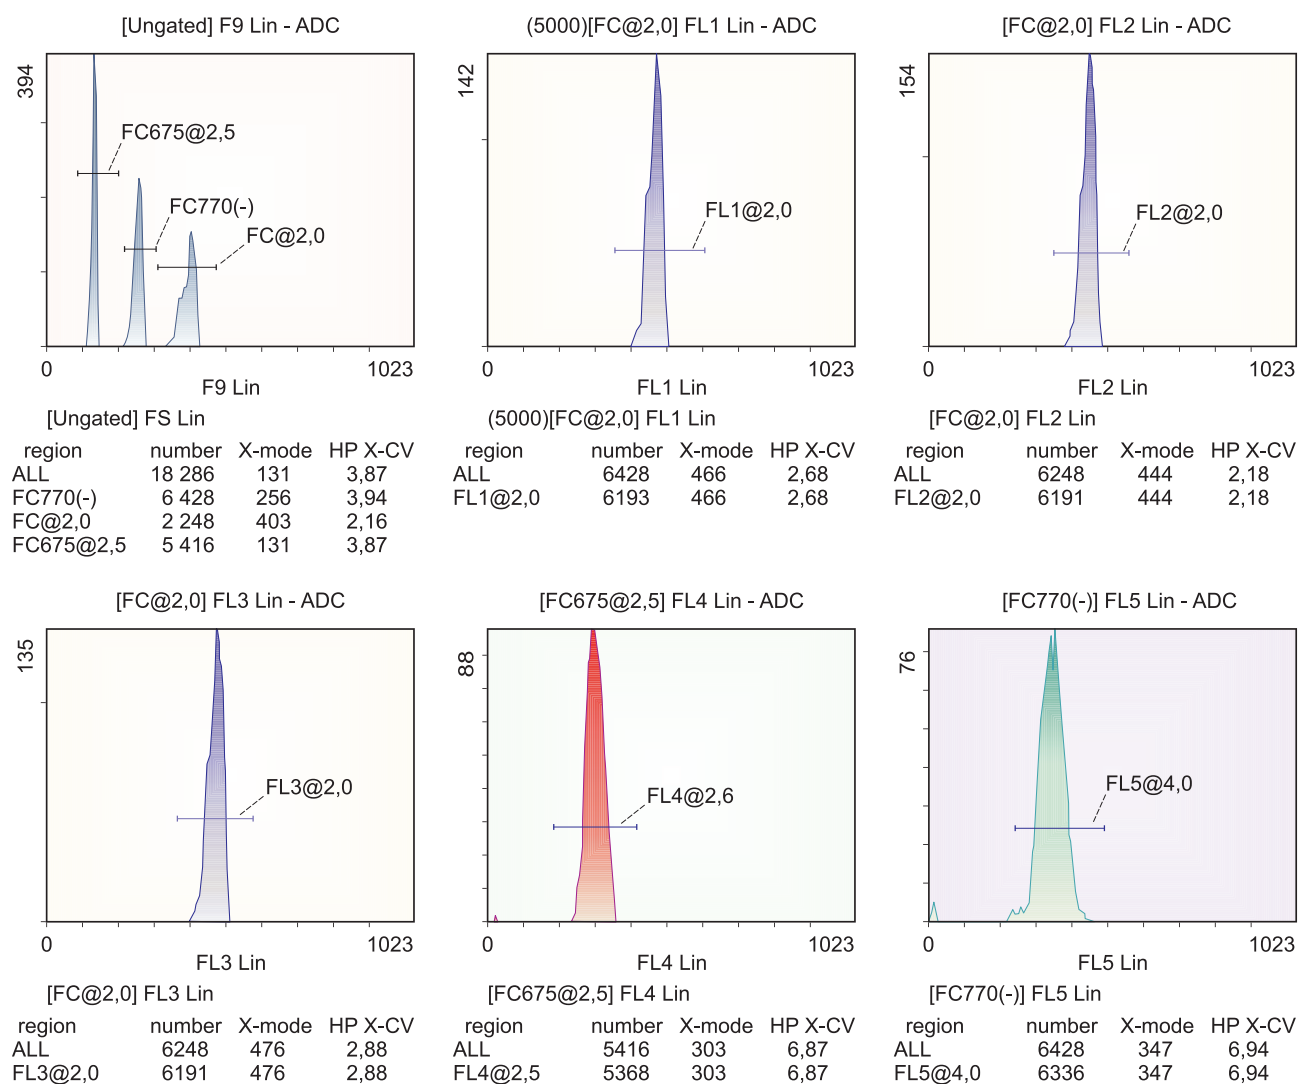 [Ungated] F9 Lin - ADC
394
FC675@2,5
FC770(-)
FC@2,0
0 1023
F9 Lin
[Ungated] FS Lin
region number X-mode HP X-CV
ALL 18 286 131 3,87
FC770(-) 6 428 256 3,94
FC@2,0 2 248 403 2,16
FC675@2,5 5 416 131 3,87
(5000)[FC@2,0] FL1 Lin - ADC
142
FL1@2,0
0 1023
FL1 Lin
(5000)[FC@2,0] FL1 Lin
region number X-mode HP X-CV
ALL 6428 466 2,68
FL1@2,0 6193 466 2,68
[FC@2,0] FL2 Lin - ADC
154
FL2@2,0
0 1023
FL2 Lin
[FC@2,0] FL2 Lin
region number X-mode HP X-CV
ALL 6248 444 2,18
FL2@2,0 6191 444 2,18
[FC@2,0] FL3 Lin - ADC
135
FL3@2,0
0 1023
FL3 Lin
[FC@2,0] FL3 Lin
region number X-mode HP X-CV
ALL 6248 476 2,88
FL3@2,0 6191 476 2,88
[FC675@2,5] FL4 Lin - ADC
88
FL4@2,6
0 1023
FL4 Lin
[FC675@2,5] FL4 Lin
region number X-mode HP X-CV
ALL 5416 303 6,87
FL4@2,5 5368 303 6,87
[FC770(-)] FL5 Lin - ADC
76
FL5@4,0
0 1023
FL5 Lin
[FC770(-)] FL5 Lin
region number X-mode HP X-CV
ALL 6428 347 6,94
FL5@4,0 6336 347 6,94